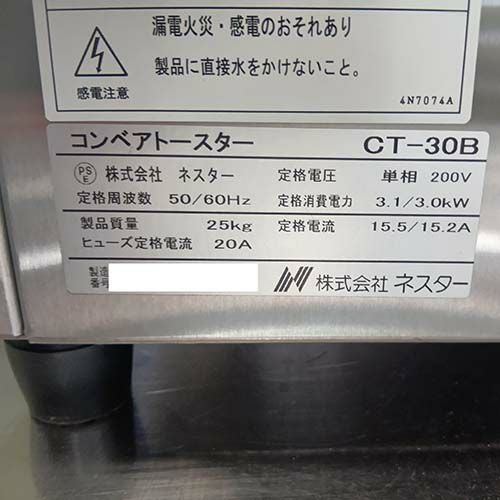 漏電火災・感電のおそれあり
製品に直接水をかけないこと。
感電注意
4N7074A
コンベアトースター CT-30B
PSE 株式会社 ネスター 定格電圧 単相 200V
定格周波数 50/60Hz 定格消費電力 3.1/3.0kW
製品質量 25kg 定格電流 15.5/15.2A
ヒューズ定格電流 20A
製造
番号
株式会社 ネスター